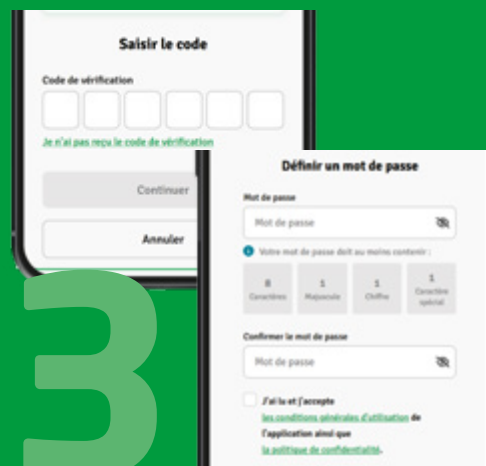 Saisir le code
Code de vérification
Je n'ai pas reçu le code de vérification
Continuer
Annuler
3
Définir un mot de passe
Mot de passe
Mot de passe
Votre mot de passe doit au moins contenir :
8 Caractères
1 Majuscule
1 Chiffre
1 Caractère spécial
Confirmer le mot de passe
Mot de passe
J'ai lu et j'accepte
les conditions générales d'utilisation de
l'application ainsi que
la politique de confidentialité.